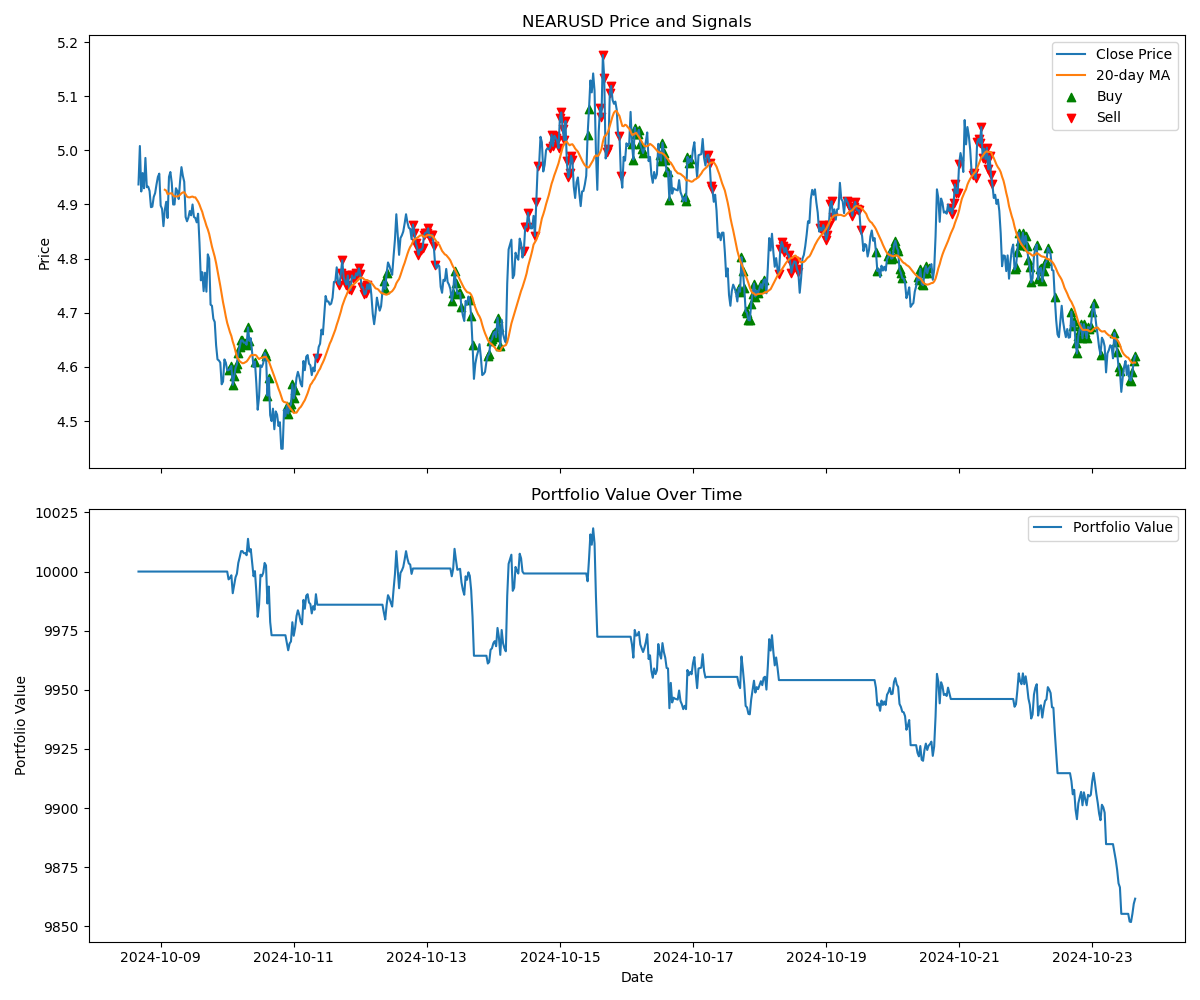 NEARUSD Price and Signals
Price
5.2
5.1
5.0
4.9
4.8
4.7
4.6
4.5
Close Price
20-day MA
Buy
Sell
Portfolio Value Over Time
Portfolio Value
10025
10000
9975
9950
9925
9900
9875
9850
Portfolio Value
2024-10-09
2024-10-11
2024-10-13
2024-10-15
2024-10-17
2024-10-19
2024-10-21
2024-10-23
Date